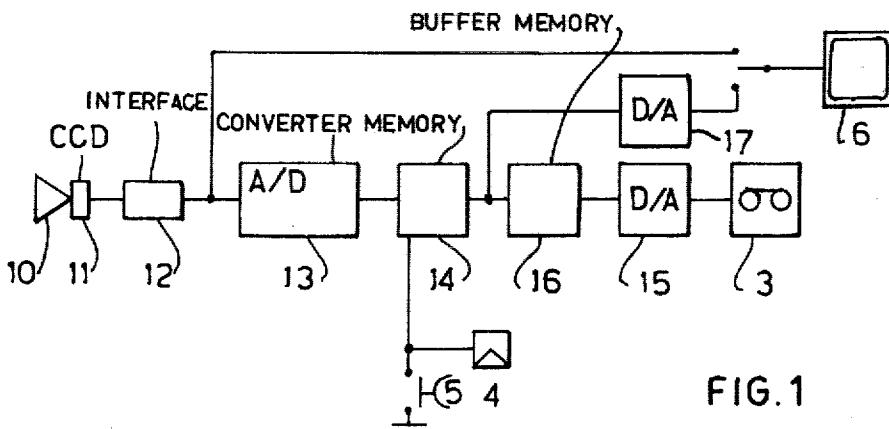 BUFFER MEMORY
INTERFACE
CCD
CONVERTER MEMORY
D/A
17
6
A/D
D/A
10
11
12
13
14
16
15
3
5
4
FIG.1